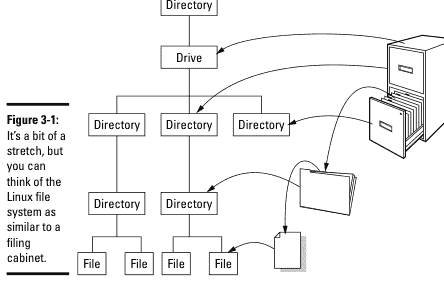 Directory
Drive
Directory Directory Directory
Figure 3-1:
It's a bit of a
stretch, but
you can
think of the
Linux file
system as
similar to a
filing
cabinet.
Directory Directory
File File File File